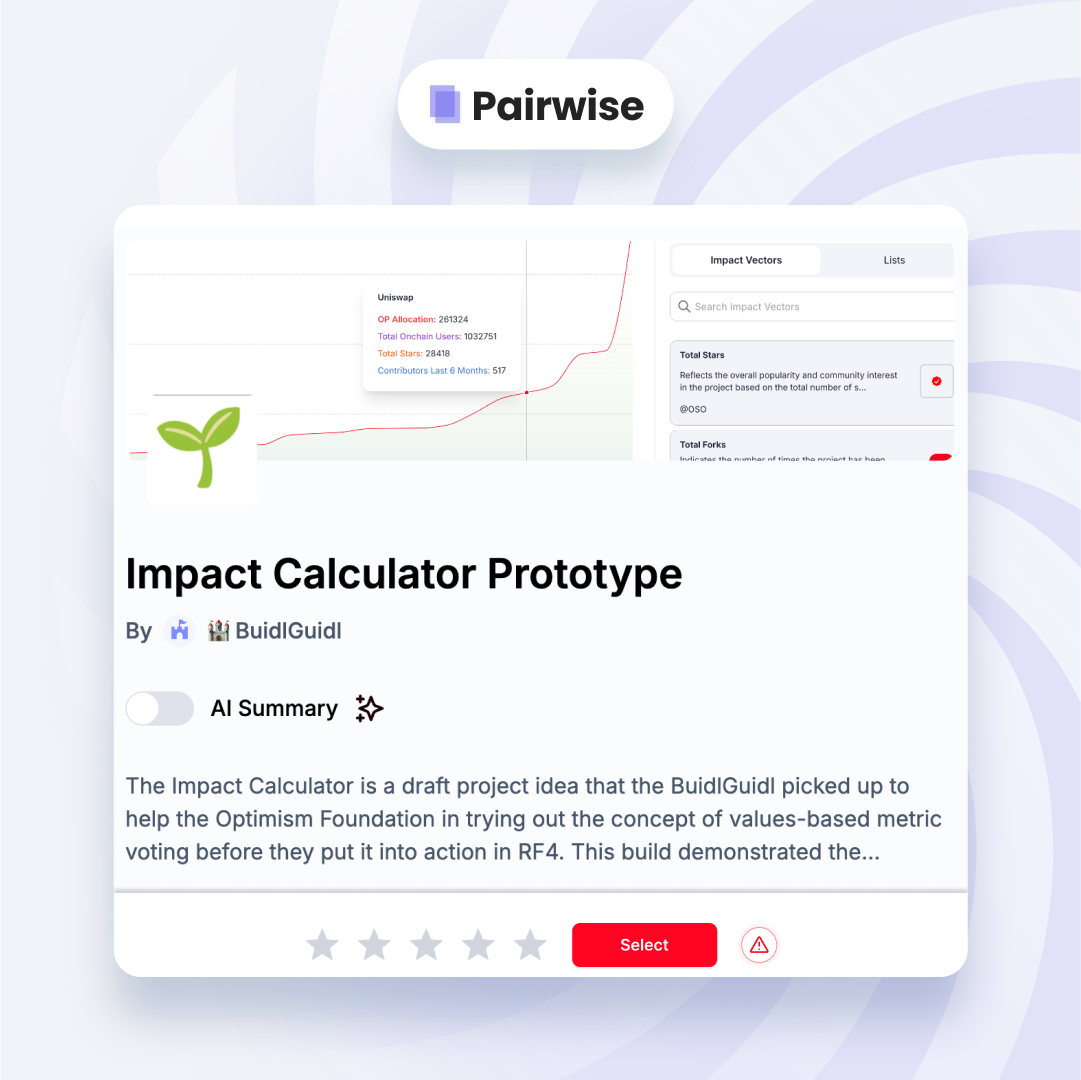 Pairwise
Uniswap
OP Allocation: 261324
Total Onchain Users: 1032751
Total Stars: 28418
Contributors Last 6 Months: 517
Impact Vectors
Lists
Search Impact Vectors
Total Stars
Reflects the overall popularity and community interest
in the project based on the total number of s...
@OSO
Total Forks
Indicates the number of times the project has been
Impact Calculator Prototype
By BuidlGuidl
AI Summary
The Impact Calculator is a draft project idea that the BuidlGuidl picked up to
help the Optimism Foundation in trying out the concept of values-based metric
voting before they put it into action in RF4. This build demonstrated the...
Select